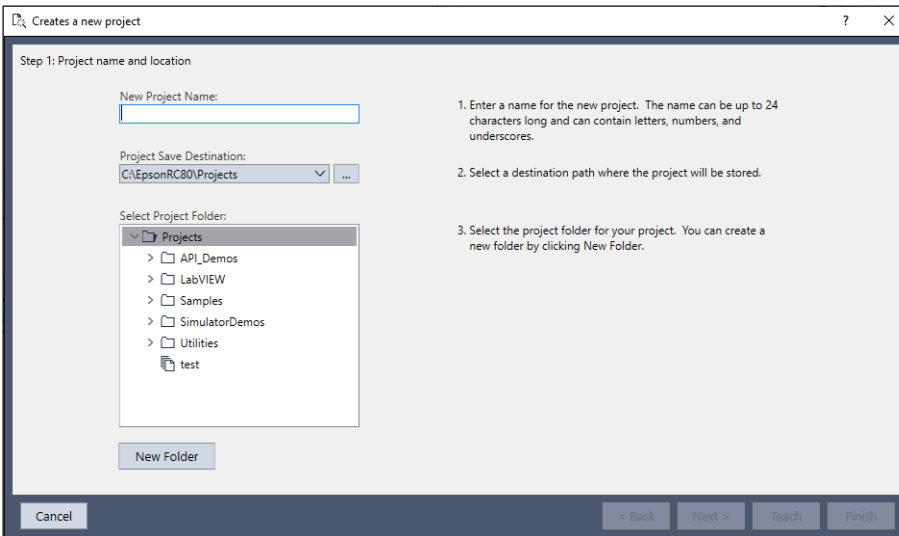 Creates a new project
?
Step 1: Project name and location
New Project Name:
1. Enter a name for the new project. The name can be up to 24
characters long and can contain letters, numbers, and
underscores.
Project Save Destination:
C:\EpsonRC80\Projects
...
2. Select a destination path where the project will be stored.
Select Project Folder:
3. Select the project folder for your project. You can create a
new folder by clicking New Folder.
Projects
API_Demos
LabVIEW
Samples
SimulatorDemos
Utilities
test
New Folder
Cancel
< Back
Next >
Teach
Finish